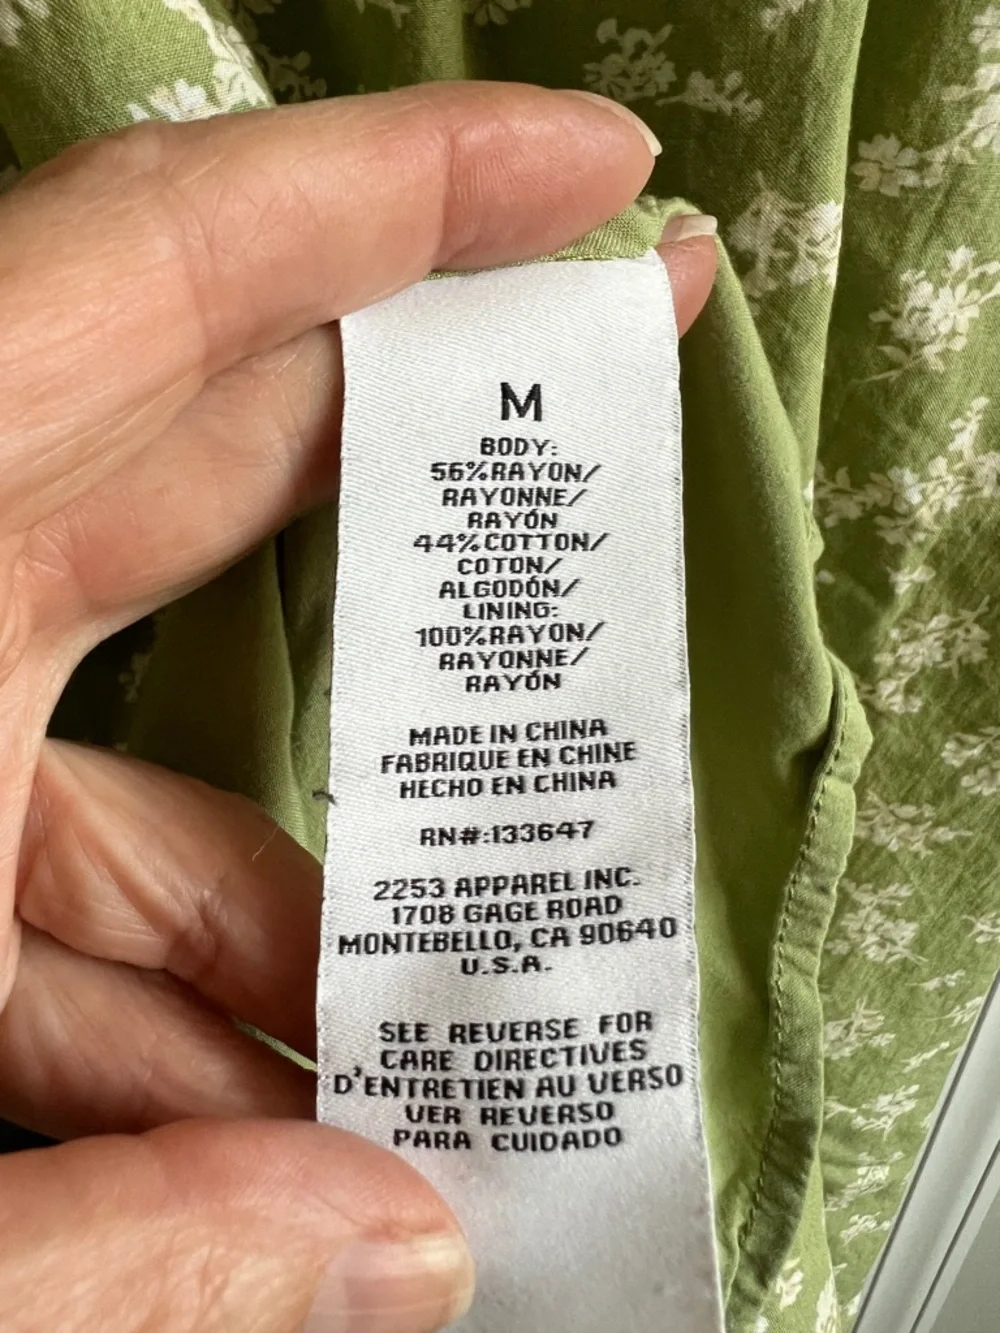 M
BODY:
56%RAYON/
RAYONNE/
RAYÓN
44%COTTON/
COTON/
ALGODÓN/
LINING:
100%RAYON/
RAYONNE/
RAYÓN
MADE IN CHINA
FABRIQUE EN CHINE
HECHO EN CHINA
RN#:133647
2253 APPAREL INC.
1708 GAGE ROAD
MONTEBELLO, CA 90640
U.S.A.
SEE REVERSE FOR
CARE DIRECTIVES
D'ENTRETIEN AU VERSO
VER REVERSO
PARA CUIDADO